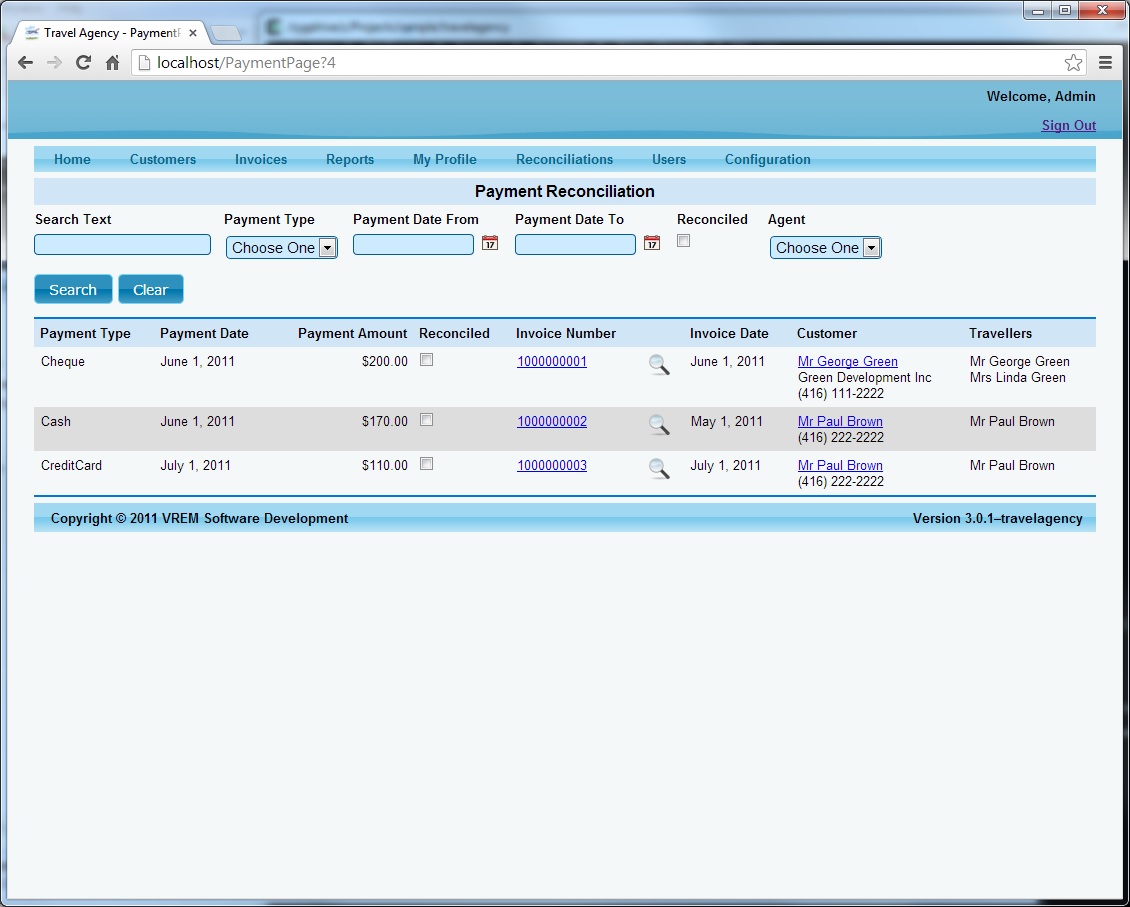 Travel Agency - PaymentP
localhost/PaymentPage?4
Welcome, Admin
Sign Out
Home Customers Invoices Reports My Profile Reconciliations Users Configuration
Payment Reconciliation
Search Text Payment Type Payment Date From Payment Date To Reconciled Agent
Choose One 17 17 Choose One
Search Clear
Payment Type Payment Date Payment Amount Reconciled Invoice Number Invoice Date Customer Travellers
Cheque June 1, 2011 $200.00 1000000001 June 1, 2011 Mr George Green Mr George Green
Green Development Inc Mrs Linda Green
(416) 111-2222
Cash June 1, 2011 $170.00 1000000002 May 1, 2011 Mr Paul Brown Mr Paul Brown
(416) 222-2222
CreditCard July 1, 2011 $110.00 1000000003 July 1, 2011 Mr Paul Brown Mr Paul Brown
(416) 222-2222
Copyright © 2011 VREM Software Development Version 3.0.1–travelagency